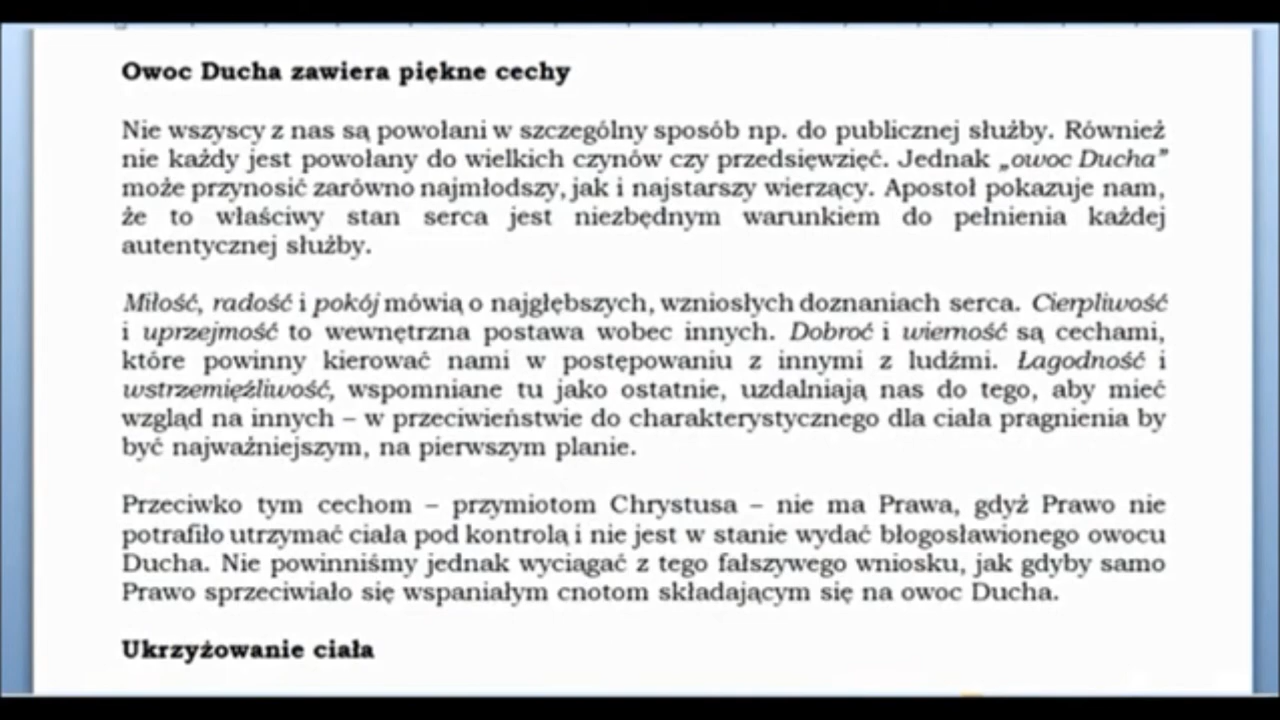 Owoc Ducha zawiera piękne cechy
Nie wszyscy z nas są powołani w szczególny sposób np. do publicznej służby. Również
nie każdy jest powołany do wielkich czynów czy przedsięwzięć. Jednak „owoc Ducha”
może przynosić zarówno najmłodszy, jak i najstarszy wierzący. Apostoł pokazuje nam,
że to właściwy stan serca jest niezbędnym warunkiem do pełnienia każdej
autentycznej służby.
Miłość, radość i pokój mówią o najgłębszych, wzniosłych doznaniach serca. Cierpliwość
i uprzejmość to wewnętrzna postawa wobec innych. Dobroć i wierność są cechami,
które powinny kierować nami w postępowaniu z innymi z ludźmi. Łagodność i
wstrzemięźliwość, wspomniane tu jako ostatnie, uzdalniają nas do tego, aby mieć
wzgląd na innych – w przeciwieństwie do charakterystycznego dla ciała pragnienia by
być najważniejszym, na pierwszym planie.
Przeciwko tym cechom – przymiotom Chrystusa – nie ma Prawa, gdyż Prawo nie
potrafiło utrzymać ciała pod kontrolą i nie jest w stanie wydać błogosławionego owocu
Ducha. Nie powinniśmy jednak wyciągać z tego fałszywego wniosku, jak gdyby samo
Prawo sprzeciwiało się wspaniałym cnotom składającym się na owoc Ducha.
Ukrzyżowanie ciała